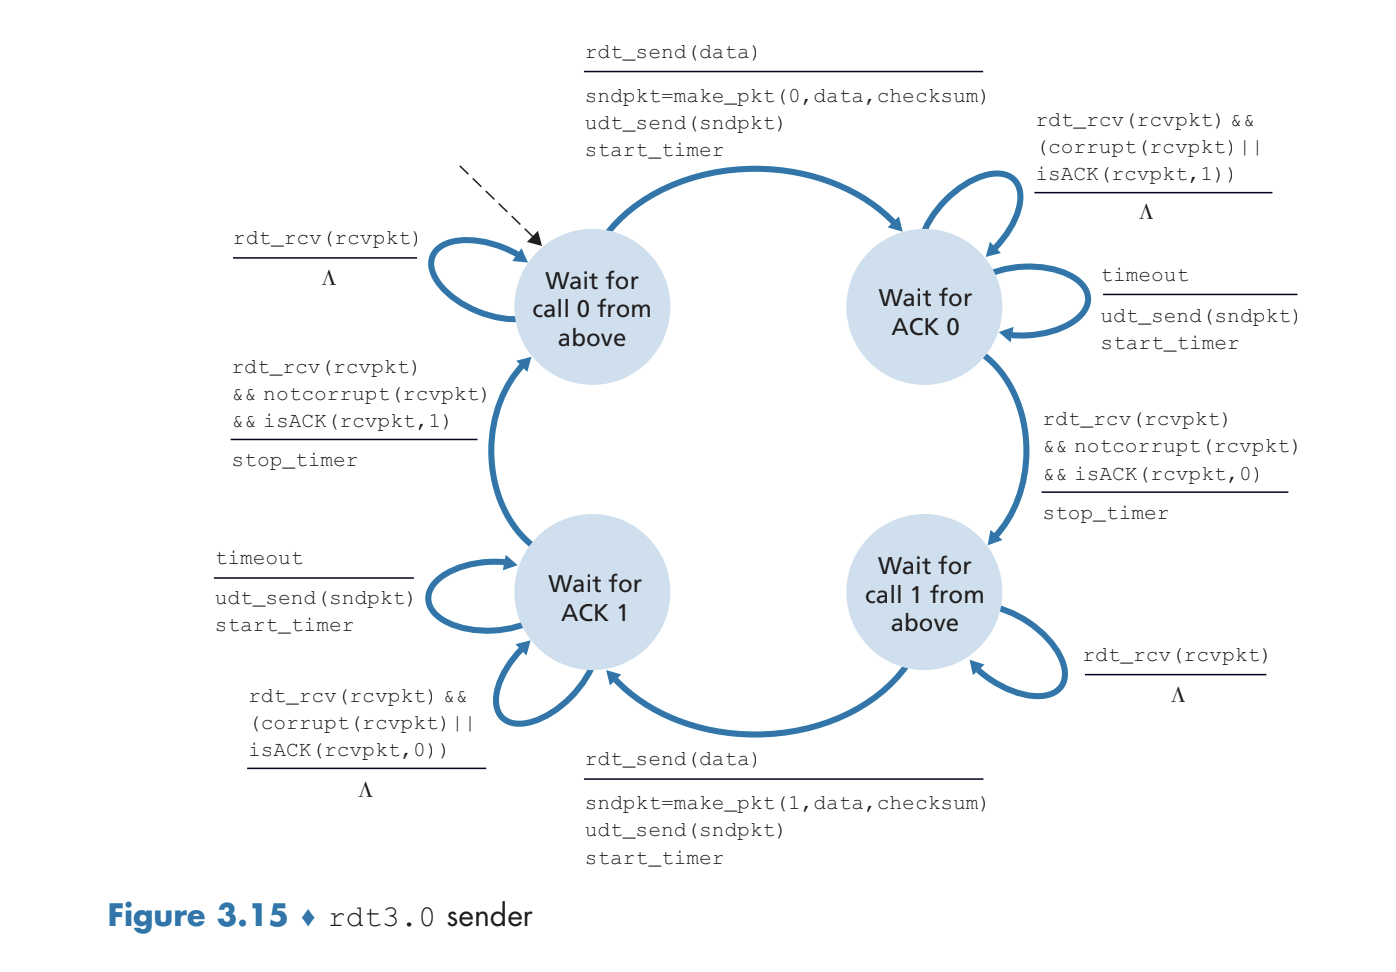 rdt_send(data)
sndpkt=make_pkt(0,data,checksum)
udt_send(sndpkt)
start_timer
rdt_rcv(rcvpkt) &&
(corrupt(rcvpkt)||
isACK(rcvpkt,1))
Λ
rdt_rcv(rcvpkt)
Λ
Wait for
call 0 from
above
Wait for
ACK 0
timeout
udt_send(sndpkt)
start_timer
rdt_rcv(rcvpkt)
&& notcorrupt(rcvpkt)
&& isACK(rcvpkt,1)
stop_timer
rdt_rcv(rcvpkt)
&& notcorrupt(rcvpkt)
&& isACK(rcvpkt,0)
stop_timer
timeout
udt_send(sndpkt)
start_timer
Wait for
ACK 1
Wait for
call 1 from
above
rdt_rcv(rcvpkt)
Λ
rdt_rcv(rcvpkt) &&
(corrupt(rcvpkt)||
isACK(rcvpkt,0))
Λ
rdt_send(data)
sndpkt=make_pkt(1,data,checksum)
udt_send(sndpkt)
start_timer
Figure 3.15 ♦ rdt3.0 sender